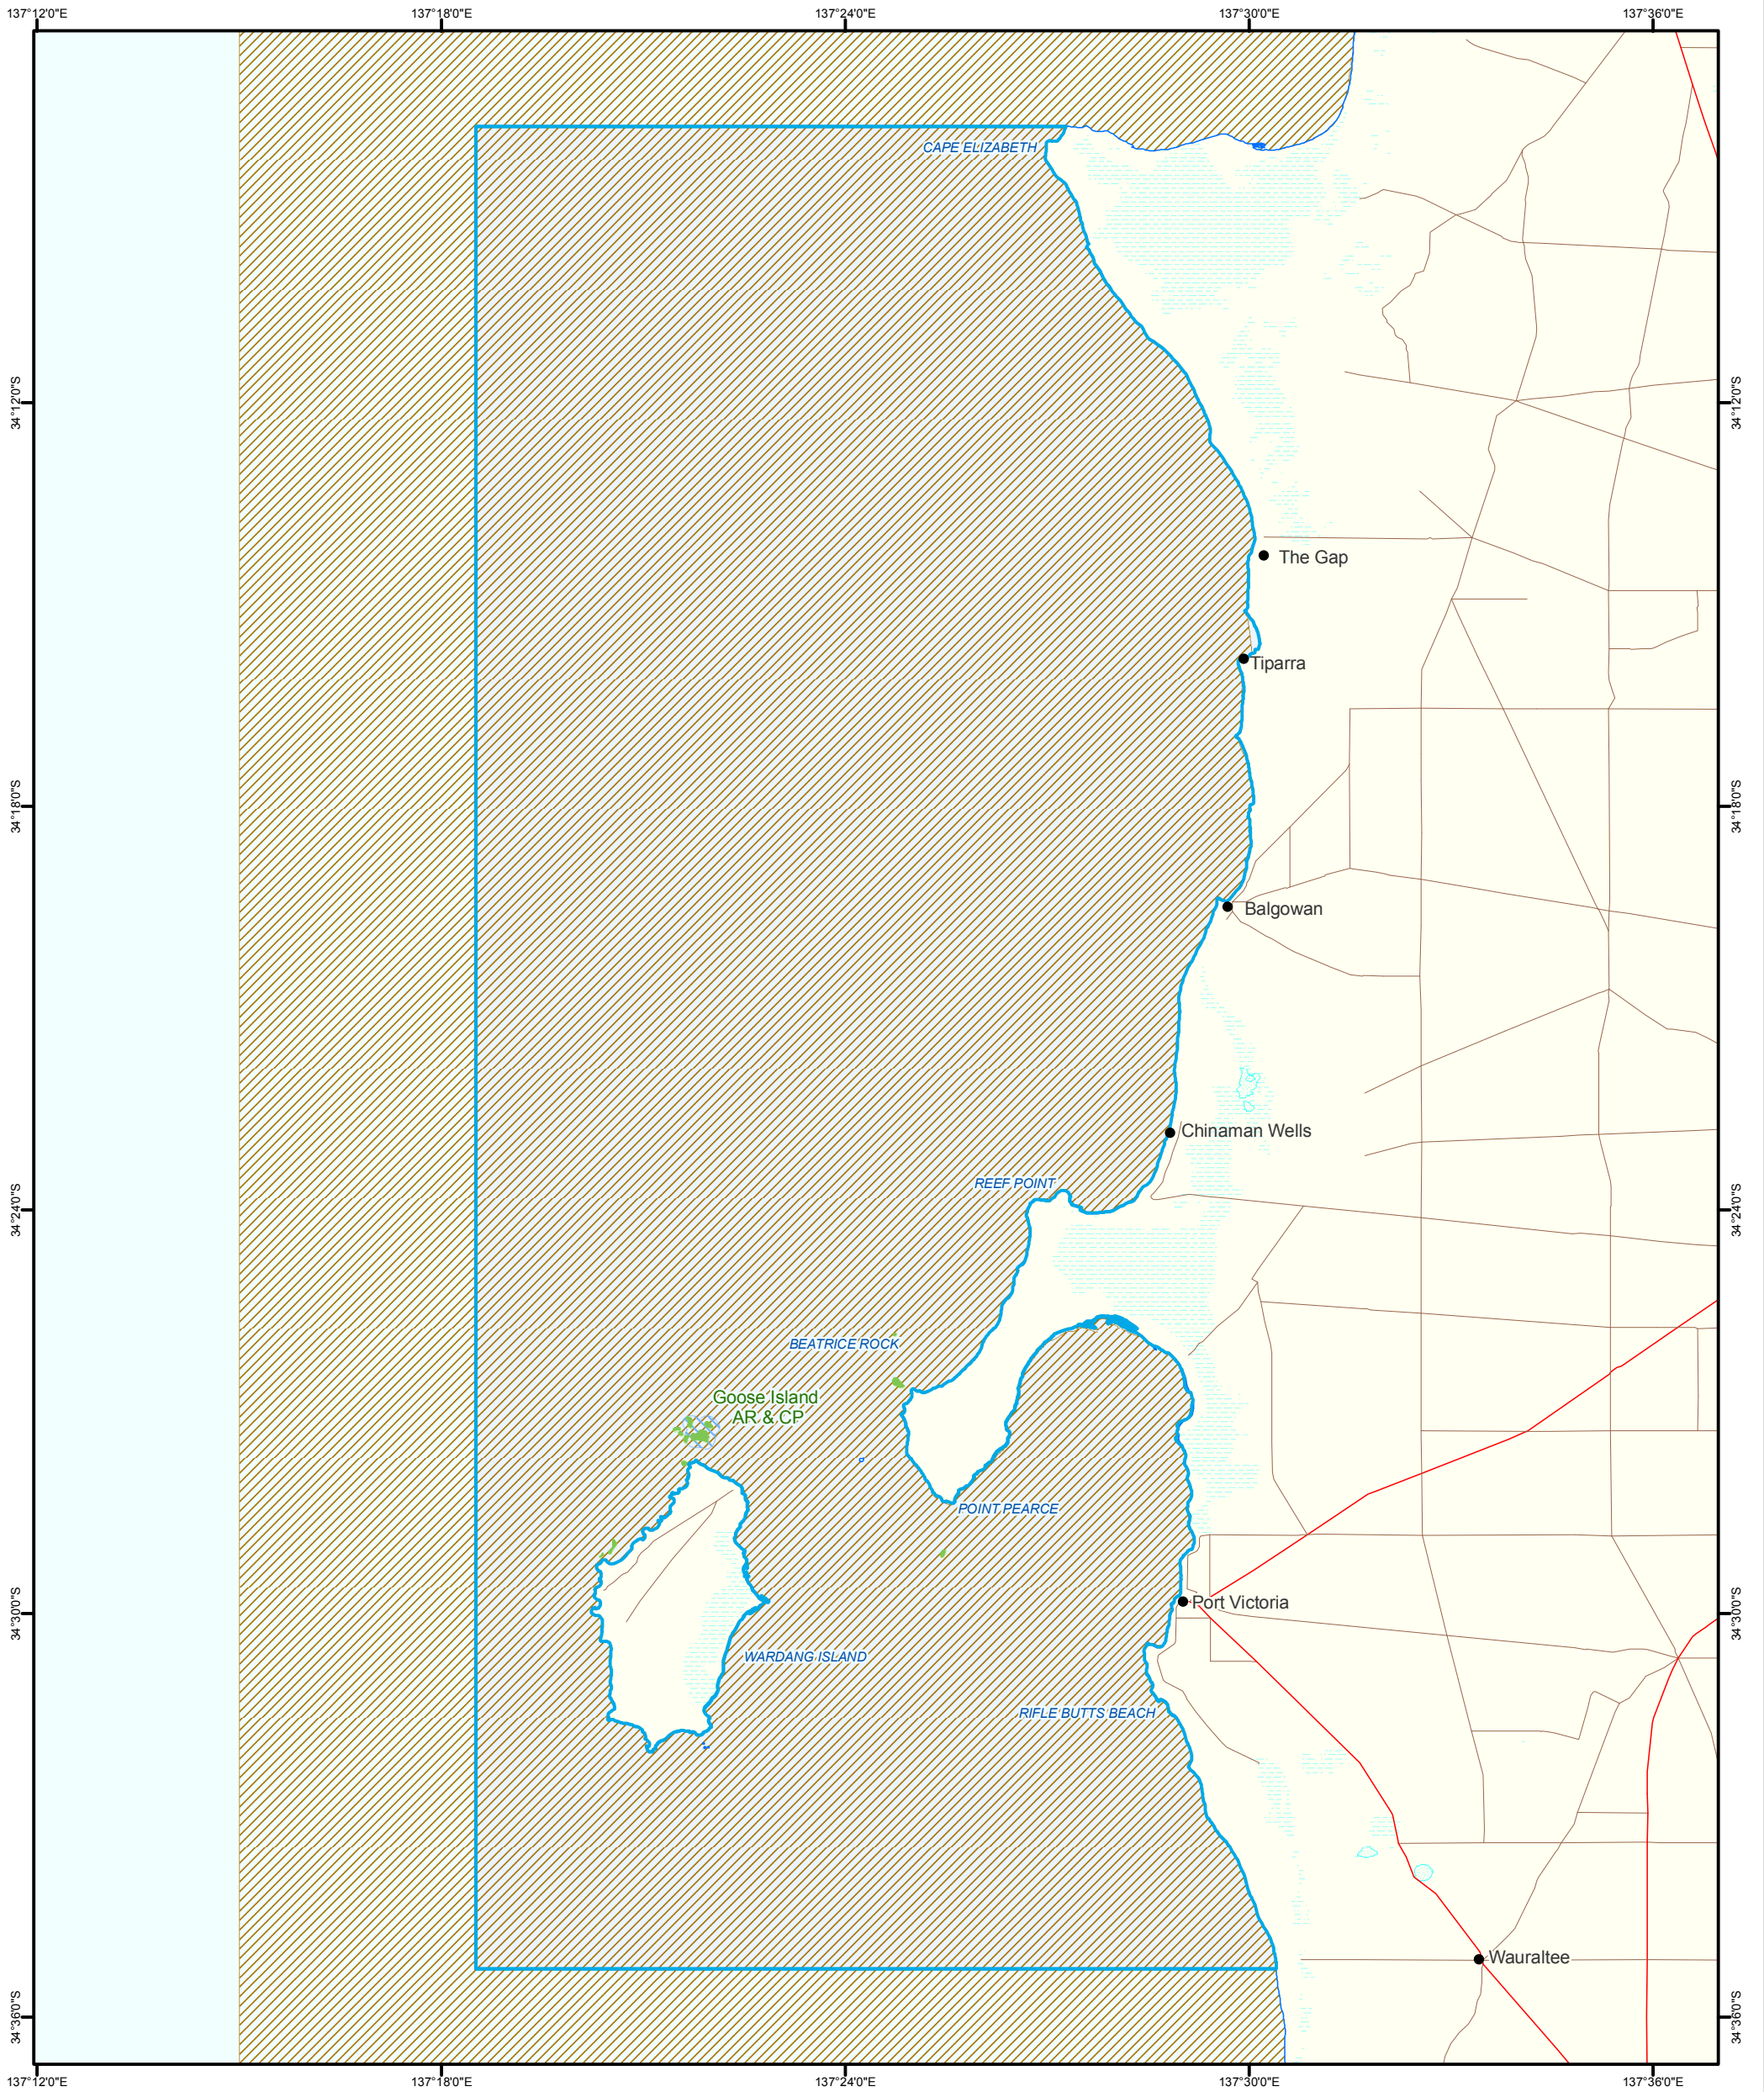 137°12'0"E
137°18'0"E
137°24'0"E
137°30'0"E
137°36'0"E
CAPE ELIZABETH
34°12'0"S
34°12'0"S
The Gap
Tiparra
34°18'0"S
34°18'0"S
Balgowan
Chinaman Wells
REEF POINT
34°24'0"S
34°24'0"S
BEATRICE ROCK
Goose Island
AR & CP
POINT PEARCE
Port Victoria
34°30'0"S
34°30'0"S
WARDANG ISLAND
RIFLE BUTTS BEACH
Wauraltee
34°36'0"S
34°36'0"S
137°12'0"E
137°18'0"E
137°24'0"E
137°30'0"E
137°36'0"E